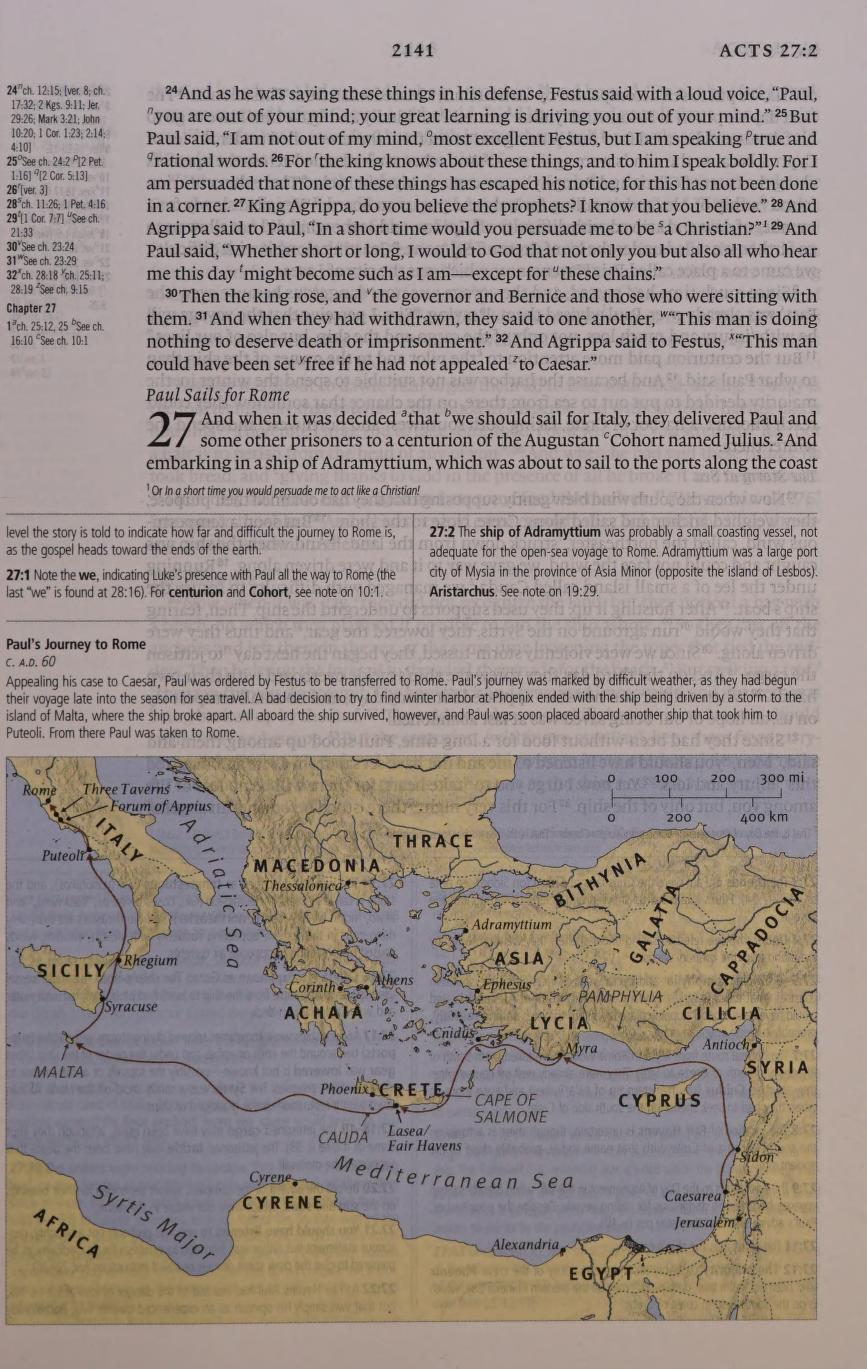 2141
ACTS 27:2
24 ⁿch. 12:15; [ver. 8; ch.
17:32; 2 Kgs. 9:11; Jer.
29:26; Mark 3:21; John
10:20; 1 Cor. 1:23; 2:14;
4:10]
25 ᵒSee ch. 24:2 ᵖ[2 Pet.
1:16] ᑫ[2 Cor. 5:13]
26 ʳ[ver. 3]
28 ˢch. 11:26; 1 Pet. 4:16
29 ᵗ[1 Cor. 7:7] ᵘSee ch.
21:33
30 ᵛSee ch. 23:24
31 ʷSee ch. 23:29
32 ˣch. 28:18 ʸch. 25:11;
28:19 ᶻSee ch. 9:15
Chapter 27
1 ᵃch. 25:12, 25 ᵇSee ch.
16:10 ᶜSee ch. 10:1
²⁴ And as he was saying these things in his defense, Festus said with a loud voice, “Paul,
ⁿyou are out of your mind; your great learning is driving you out of your mind.” ²⁵ But
Paul said, “I am not out of my mind, ᵒmost excellent Festus, but I am speaking ᵖtrue and
ᑫrational words. ²⁶ For ʳthe king knows about these things, and to him I speak boldly. For I
am persuaded that none of these things has escaped his notice, for this has not been done
in a corner. ²⁷ King Agrippa, do you believe the prophets? I know that you believe.” ²⁸ And
Agrippa said to Paul, “In a short time would you persuade me to be ˢa Christian?”¹ ²⁹ And
Paul said, “Whether short or long, I would to God that not only you but also all who hear
me this day ᵗmight become such as I am—except for ᵘthese chains.”
³⁰ Then the king rose, and ᵛthe governor and Bernice and those who were sitting with
them. ³¹ And when they had withdrawn, they said to one another, ʷ“This man is doing
nothing to deserve death or imprisonment.” ³² And Agrippa said to Festus, ˣ“This man
could have been set ʸfree if he had not appealed ᶻto Caesar.”
Paul Sails for Rome
27 And when it was decided ᵃthat ᵇwe should sail for Italy, they delivered Paul and
some other prisoners to a centurion of the Augustan ᶜCohort named Julius. ² And
embarking in a ship of Adramyttium, which was about to sail to the ports along the coast
¹ Or In a short time you would persuade me to act like a Christian!
level the story is told to indicate how far and difficult the journey to Rome is,
as the gospel heads toward the ends of the earth.
27:1 Note the we, indicating Luke's presence with Paul all the way to Rome (the
last “we” is found at 28:16). For centurion and Cohort, see note on 10:1.
27:2 The ship of Adramyttium was probably a small coasting vessel, not
adequate for the open-sea voyage to Rome. Adramyttium was a large port
city of Mysia in the province of Asia Minor (opposite the island of Lesbos).
Aristarchus. See note on 19:29.
Paul's Journey to Rome
C. A.D. 60
Appealing his case to Caesar, Paul was ordered by Festus to be transferred to Rome. Paul's journey was marked by difficult weather, as they had begun
their voyage late into the season for sea travel. A bad decision to try to find winter harbor at Phoenix ended with the ship being driven by a storm to the
island of Malta, where the ship broke apart. All aboard the ship survived, however, and Paul was soon placed aboard another ship that took him to
Puteoli. From there Paul was taken to Rome.
0 100 200 300 mi
0 200 400 km
Rome
Three Taverns
Forum of Appius
ITALY
Puteoli
Adriatic Sea
THRACE
MACEDONIA
Thessalonica
BITHYNIA
GALATIA
CAPPADOCIA
Adramyttium
ASIA
Rhegium
SICILY
Syracuse
Corinth
Athens
ACHAIA
Ephesus
PAMPHYLIA
LYCIA
CILICIA
Cnidus
Myra
Antioch
SYRIA
MALTA
Phoenix
CRETE
CAPE OF
SALMONE
CYPRUS
CAUDA
Lasea/
Fair Havens
Sidon
Mediterranean Sea
Cyrene
CYRENE
Caesarea
Jerusalem
Syrtis Major
AFRICA
Alexandria
EGYPT